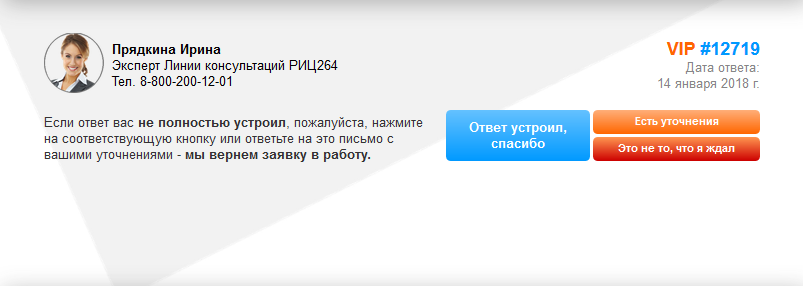 Прядкина Ирина
Эксперт Линии консультаций РИЦ264
Тел. 8-800-200-12-01
VIP #12719
Дата ответа:
14 января 2018 г.
Если ответ вас не полностью устроил, пожалуйста, нажмите
на соответствующую кнопку или ответьте на это письмо с
вашими уточнениями - мы вернем заявку в работу.
Ответ устроил,
спасибо
Есть уточнения
Это не то, что я ждал